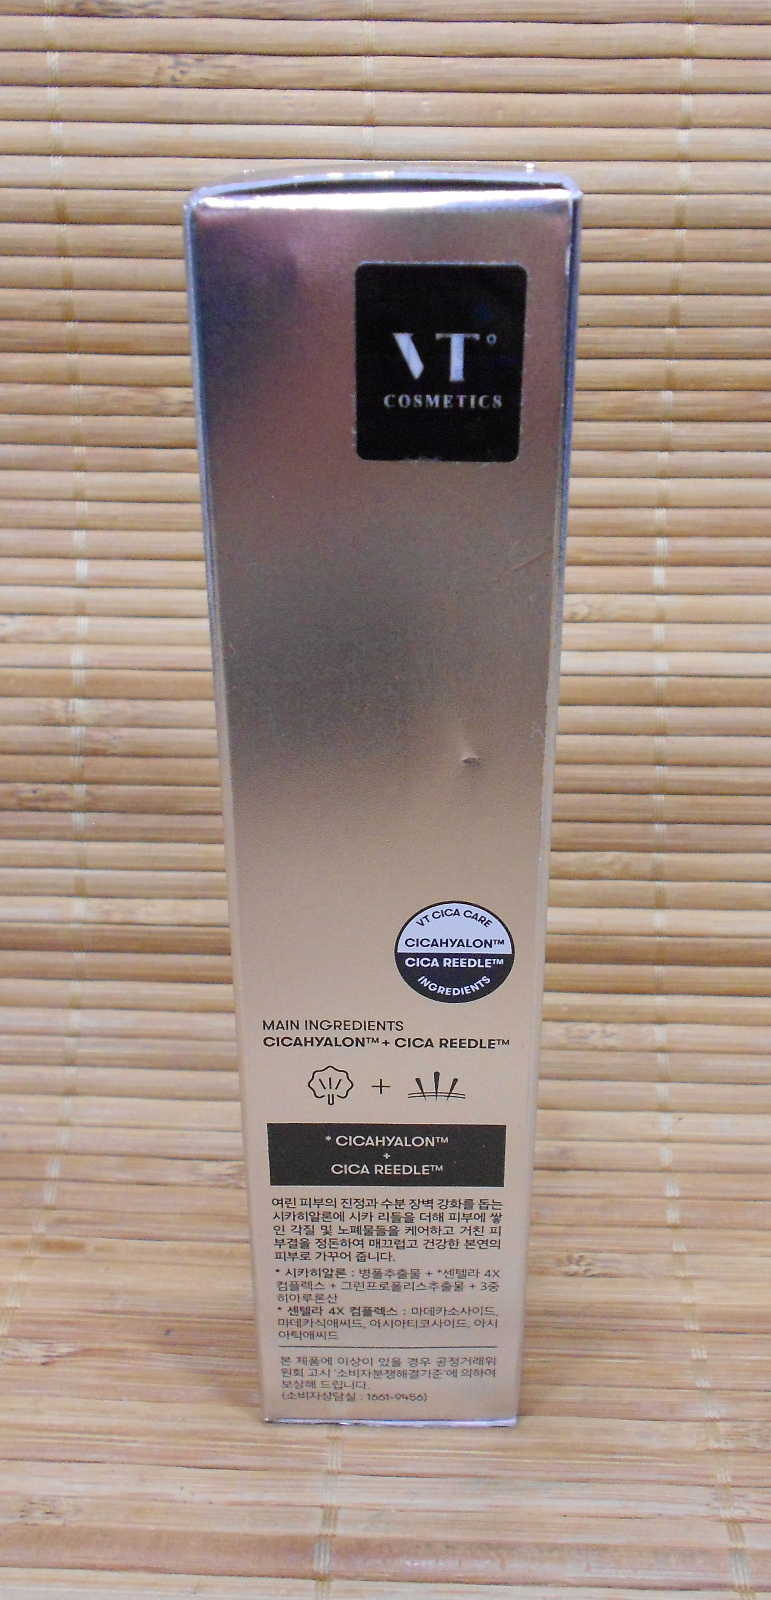 VT°
COSMETICS
VT CICA CARE
CICAHYALON™
CICA REEDLE™
INGREDIENTS
MAIN INGREDIENTS
CICAHYALON™ + CICA REEDLE™
+
* CICAHYALON™
+
CICA REEDLE™
여린 피부의 진정과 수분 장벽 강화를 돕는
시카히알론에 시카 리들을 더해 피부에 쌓
인 각질 및 노폐물들을 케어하고 거친 피
부결을 정돈하여 매끄럽고 건강한 본연의
피부로 가꾸어 줍니다.
* 시카히알론 : 병풀추출물 + *센텔라 4X
컴플렉스 + 그린프로폴리스추출물 + 3중
히아루론산
* 센텔라 4X 컴플렉스 : 마데카소사이드,
마데카식애씨드, 아시아티코사이드, 아시
아틱애씨드
본 제품에 이상이 있을 경우 공정거래위
원회 고시 '소비자분쟁해결기준'에 의하여
보상해 드립니다.
(소비자상담실 : 1661-9456)